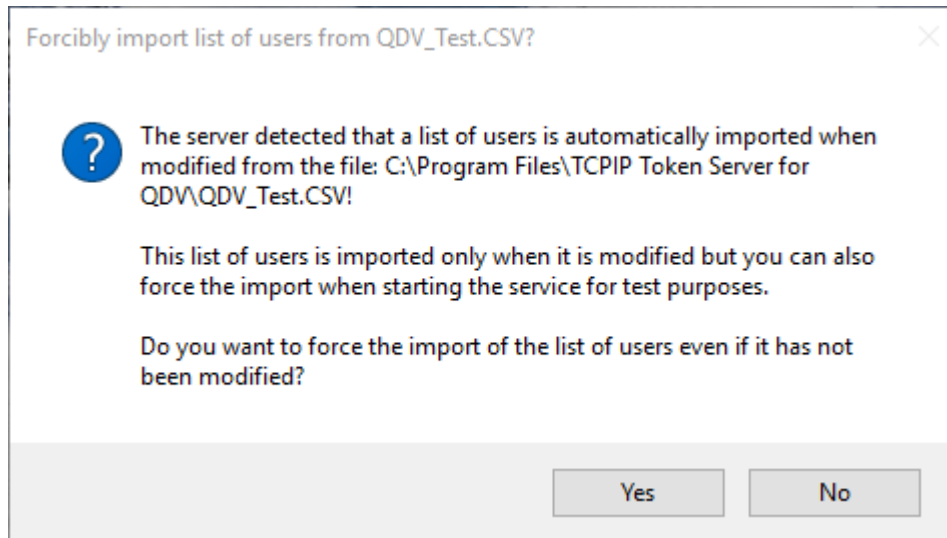 Forcibly import list of users from QDV_Test.CSV?
The server detected that a list of users is automatically imported when
modified from the file: C:\Program Files\TCPIP Token Server for
QDV\QDV_Test.CSV!
This list of users is imported only when it is modified but you can also
force the import when starting the service for test purposes.
Do you want to force the import of the list of users even if it has not
been modified?
Yes
No